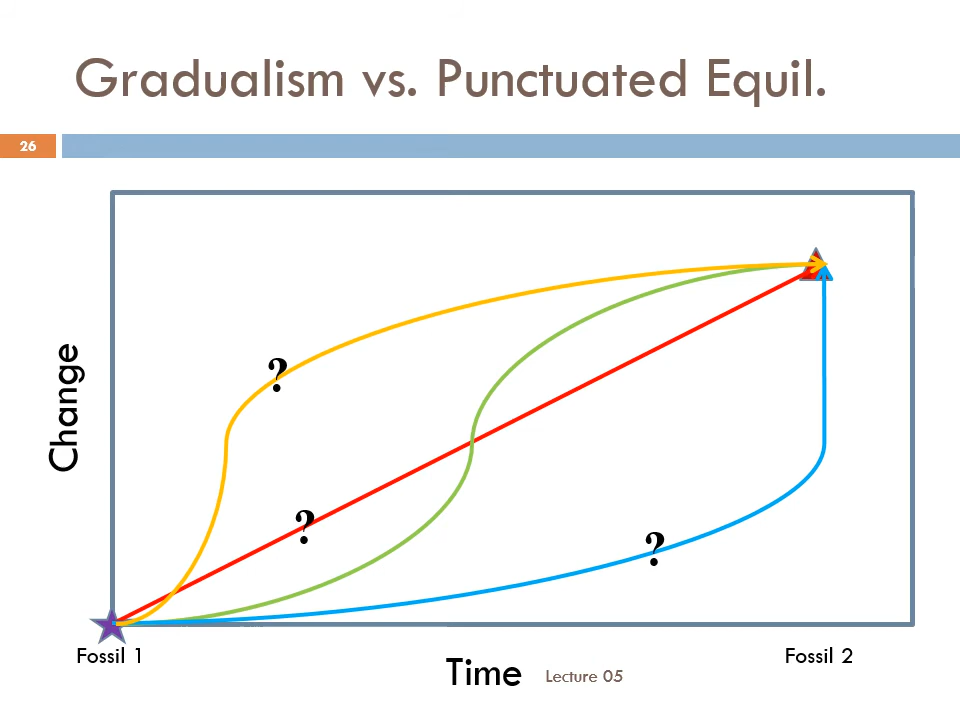 Gradualism vs. Punctuated Equil.
26
Change
?
?
?
Fossil 1
Fossil 2
Time
Lecture 05